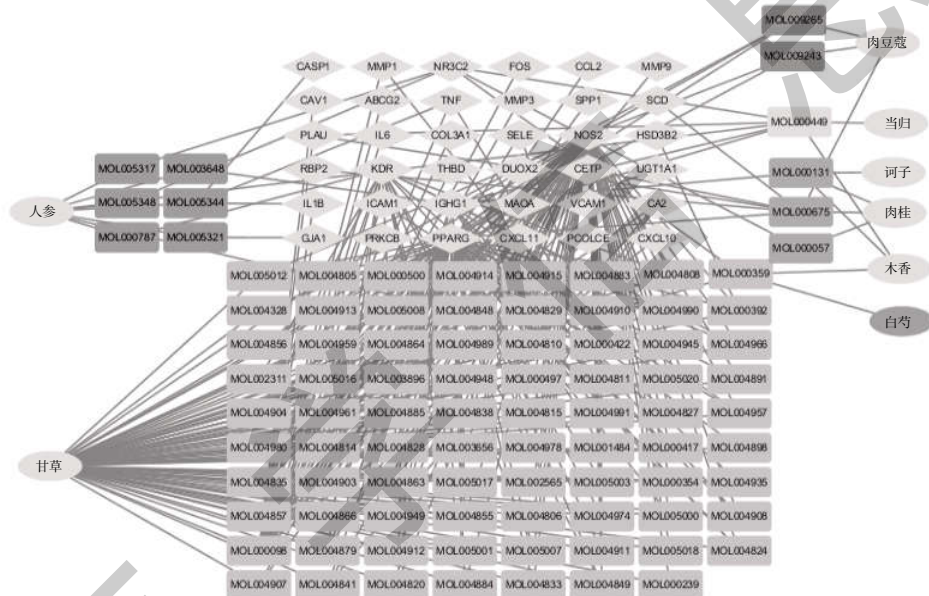 MOL009265
肉豆蔻
MOL009243
CASP1 MMP1 NR3C2 FOS CCL2 MMP9
CAV1 ABCG2 TNF MMP3 SPP1 SCD
MOL000449 当归
PLAU IL6 COL3A1 SELE NOS2 HSD3B2
MOL005317 MOL003648 RBP2 KDR THBD DUOX2 CETP UGT1A1 MOL000131 诃子
人参 MOL005348 MOL005344 IL1B ICAM1 IGHG1 MAOA VCAM1 CA2 MOL000675 肉桂
MOL000787 MOL005321 GJA1 PRKCB PPARG CXCL11 PCOLCE CXCL10 MOL000057
木香
MOL005012 MOL004805 MOL000500 MOL004914 MOL004915 MOL004883 MOL004808 MOL000359
MOL004328 MOL004913 MOL005008 MOL004848 MOL004829 MOL004910 MOL004990 MOL000392
白芍
MOL004856 MOL004959 MOL004864 MOL004989 MOL004810 MOL000422 MOL004945 MOL004966
MOL002311 MOL005016 MOL003896 MOL004948 MOL000497 MOL004811 MOL005020 MOL004891
MOL004904 MOL004961 MOL004885 MOL004838 MOL004815 MOL004991 MOL004827 MOL004957
甘草 MOL004980 MOL004814 MOL004828 MOL003656 MOL004978 MOL001484 MOL000417 MOL004898
MOL004835 MOL004903 MOL004863 MOL005017 MOL002565 MOL005003 MOL000354 MOL004935
MOL004857 MOL004866 MOL004949 MOL004855 MOL004806 MOL004974 MOL005000 MOL004908
MOL000098 MOL004879 MOL004912 MOL005001 MOL005007 MOL004911 MOL005018 MOL004824
MOL004907 MOL004841 MOL004820 MOL004884 MOL004833 MOL004849 MOL000239